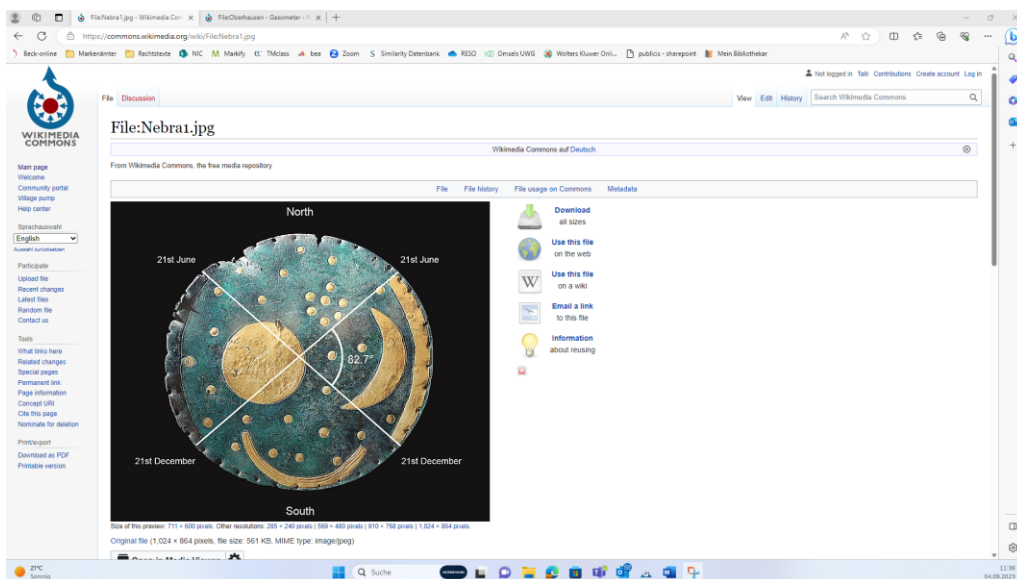 File:Nebra1.jpg - Wikimedia Com
File:Oberhausen - Gasometer -
https://commons.wikimedia.org/wiki/File:Nebra1.jpg
Beck-online Markenämter Rechtstexte NIC Markify TMclass bea Zoom Similarity Datenbank RESO Omsels UWG Wolters Kluwer Onli... publicis - sharepoint Mein Bibliothekar
Not logged in Talk Contributions Create account Log in
File Discussion View Edit History Search Wikimedia Commons
WIKIMEDIA
COMMONS
Main page
Welcome
Community portal
Village pump
Help center
Sprachauswahl
English
Auswahl zurücksetzen
Participate
Upload file
Recent changes
Latest files
Random file
Contact us
Tools
What links here
Related changes
Special pages
Permanent link
Page information
Concept URI
Cite this page
Nominate for deletion
Print/export
Download as PDF
Printable version
File:Nebra1.jpg
Wikimedia Commons auf Deutsch
From Wikimedia Commons, the free media repository
File File history File usage on Commons Metadata
North
21st June 21st June
82.7°
21st December 21st December
South
Download
all sizes
Use this file
on the web
W Use this file
on a wiki
Email a link
to this file
Information
about reusing
Size of this preview: 711 × 600 pixels. Other resolutions: 285 × 240 pixels | 569 × 480 pixels | 910 × 768 pixels | 1,024 × 864 pixels.
Original file (1,024 × 864 pixels, file size: 561 KB, MIME type: image/jpeg)
Open in Media Viewer
21°C
Sonnig
Suche
11:36
04.09.2023